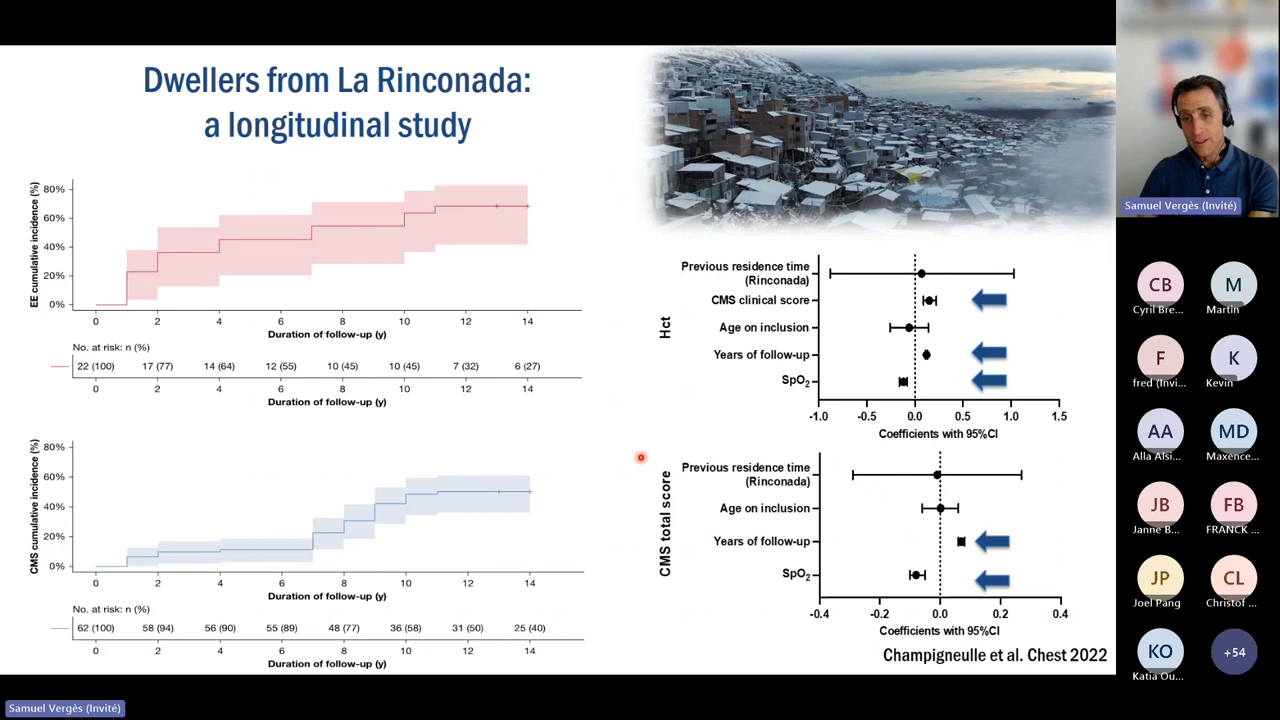 Dwellers from La Rinconada:
a longitudinal study
EE cumulative incidence (%)
80%
60%
40%
20%
0%
0 2 4 6 8 10 12 14
Duration of follow-up (y)
No. at risk: n (%)
22 (100) 17 (77) 14 (64) 12 (55) 10 (45) 10 (45) 7 (32) 6 (27)
0 2 4 6 8 10 12 14
Duration of follow-up (y)
CMS cumulative incidence (%)
80%
60%
40%
20%
0%
0 2 4 6 8 10 12 14
Duration of follow-up (y)
No. at risk: n (%)
62 (100) 58 (94) 56 (90) 55 (89) 48 (77) 36 (58) 31 (50) 25 (40)
0 2 4 6 8 10 12 14
Duration of follow-up (y)
Hct
Previous residence time
(Rinconada)
CMS clinical score
Age on inclusion
Years of follow-up
SpO₂
-1.0 -0.5 0.0 0.5 1.0 1.5
Coefficients with 95%CI
CMS total score
Previous residence time
(Rinconada)
Age on inclusion
Years of follow-up
SpO₂
-0.4 -0.2 0.0 0.2 0.4
Coefficients with 95%CI
Champigneulle et al. Chest 2022
Samuel Vergès (Invité)
CB M
Cyril Bre... Martin
F K
fred (Invi... Kevin
AA MD
Alla Alsi... Maxence...
JB FB
Janne B... FRANCK ...
JP CL
Joel Pang Christof ...
KO +54
Katia Ou...
Samuel Vergès (Invité)